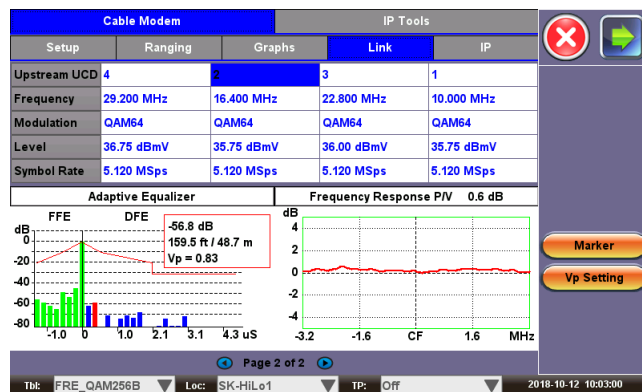 Cable Modem IP Tools
Setup Ranging Graphs Link IP
Upstream UCD 4 2 3 1
Frequency 29.200 MHz 16.400 MHz 22.800 MHz 10.000 MHz
Modulation QAM64 QAM64 QAM64 QAM64
Level 36.75 dBmV 35.75 dBmV 36.00 dBmV 35.75 dBmV
Symbol Rate 5.120 MSps 5.120 MSps 5.120 MSps 5.120 MSps
Adaptive Equalizer Frequency Response P/V 0.6 dB
FFE DFE
-56.8 dB
159.5 ft / 48.7 m
Vp = 0.83
dB
0
-20
-40
-60
-80
-1.0 0 1.0 2.1 3.1 4.3 uS
dB
4
2
0
-2
-4
-3.2 -1.6 CF 1.6 MHz
Marker
Vp Setting
Page 2 of 2
Tbl: FRE_QAM256B Loc: SK-HiLo1 TP: Off 2018-10-12 10:03:00